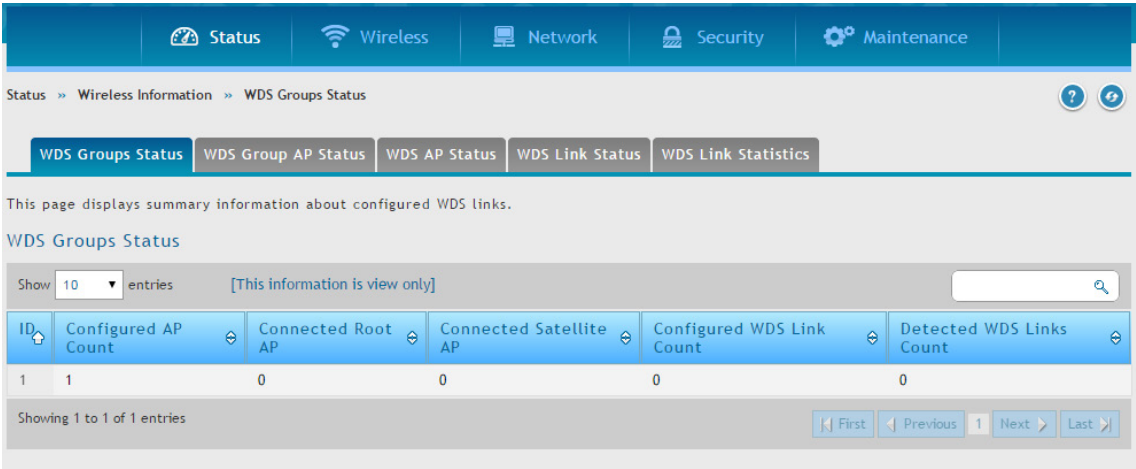 Status Wireless Network Security Maintenance
Status » Wireless Information » WDS Groups Status ?
WDS Groups Status WDS Group AP Status WDS AP Status WDS Link Status WDS Link Statistics
This page displays summary information about configured WDS links.
WDS Groups Status
Show 10 entries [This information is view only]
ID Configured AP Connected Root Connected Satellite Configured WDS Link Detected WDS Links
Count AP AP Count Count
1 1 0 0 0 0
Showing 1 to 1 of 1 entries First Previous 1 Next Last